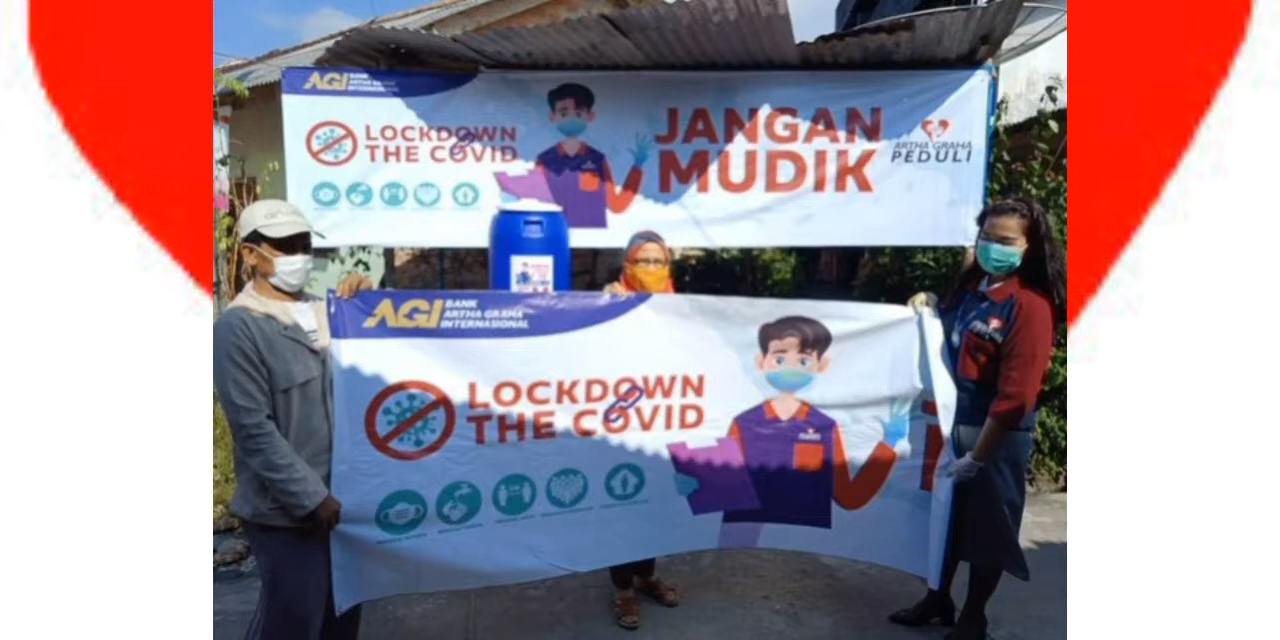 AGI BANK
ARTHA GRAHA
INTERNASIONAL
LOCKDOWN
THE COVID
JANGAN
MUDIK
ARTHA GRAHA
PEDULI
AGI BANK
ARTHA GRAHA
INTERNASIONAL
LOCKDOWN
THE COVID